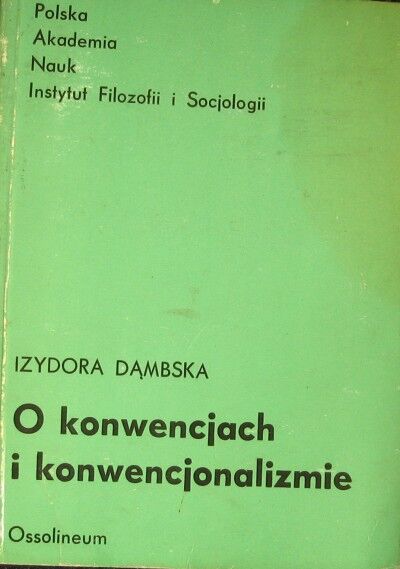 Polska
Akademia
Nauk
Instytut Filozofii i Socjologii
IZYDORA DĄMBSKA
O konwencjach
i konwencjonalizmie
Ossolineum